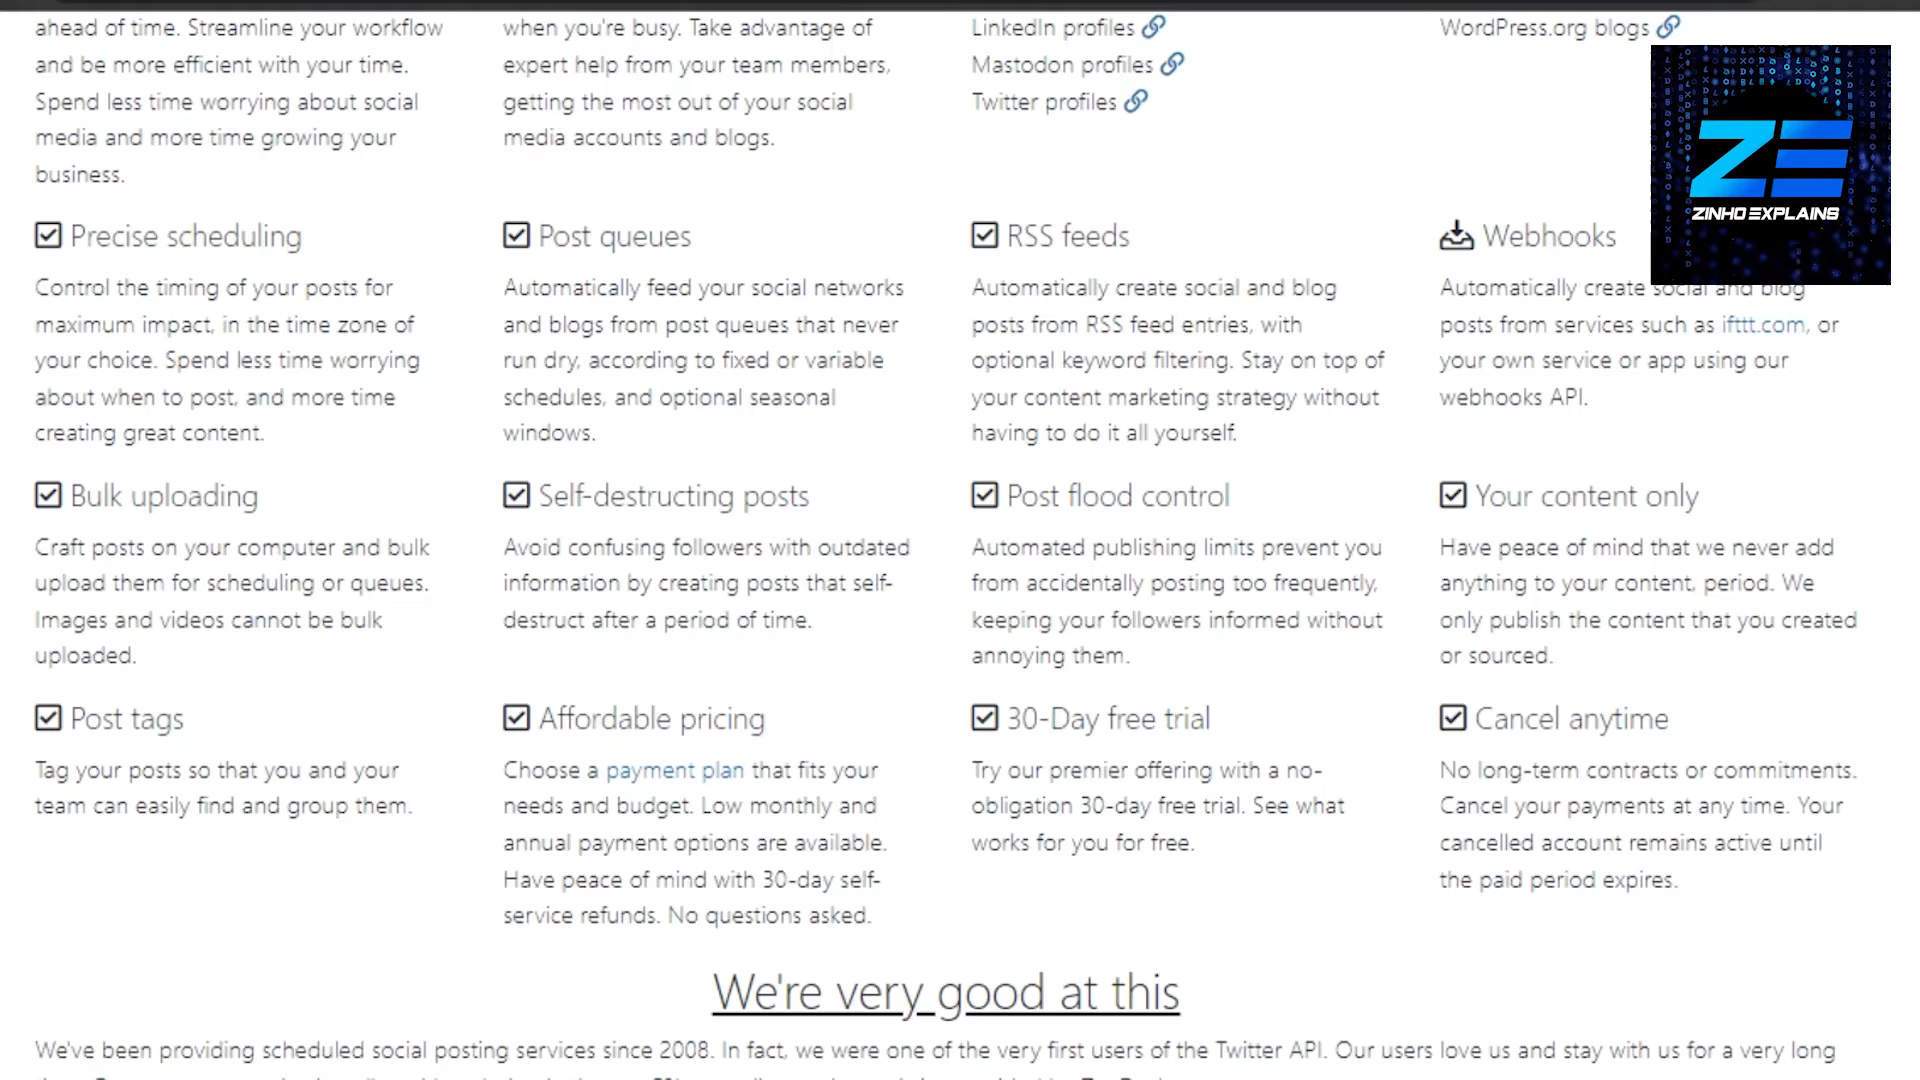 ahead of time. Streamline your workflow
and be more efficient with your time.
Spend less time worrying about social
media and more time growing your
business.
when you're busy. Take advantage of
expert help from your team members,
getting the most out of your social
media accounts and blogs.
LinkedIn profiles
Mastodon profiles
Twitter profiles
WordPress.org blogs
ZE
ZINHO EXPLAINS
Precise scheduling
Control the timing of your posts for
maximum impact, in the time zone of
your choice. Spend less time worrying
about when to post, and more time
creating great content.
Post queues
Automatically feed your social networks
and blogs from post queues that never
run dry, according to fixed or variable
schedules, and optional seasonal
windows.
RSS feeds
Automatically create social and blog
posts from RSS feed entries, with
optional keyword filtering. Stay on top of
your content marketing strategy without
having to do it all yourself.
Webhooks
Automatically create social and blog
posts from services such as ifttt.com, or
your own service or app using our
webhooks API.
Bulk uploading
Craft posts on your computer and bulk
upload them for scheduling or queues.
Images and videos cannot be bulk
uploaded.
Self-destructing posts
Avoid confusing followers with outdated
information by creating posts that self-
destruct after a period of time.
Post flood control
Automated publishing limits prevent you
from accidentally posting too frequently,
keeping your followers informed without
annoying them.
Your content only
Have peace of mind that we never add
anything to your content, period. We
only publish the content that you created
or sourced.
Post tags
Tag your posts so that you and your
team can easily find and group them.
Affordable pricing
Choose a payment plan that fits your
needs and budget. Low monthly and
annual payment options are available.
Have peace of mind with 30-day self-
service refunds. No questions asked.
30-Day free trial
Try our premier offering with a no-
obligation 30-day free trial. See what
works for you for free.
Cancel anytime
No long-term contracts or commitments.
Cancel your payments at any time. Your
cancelled account remains active until
the paid period expires.
We're very good at this
We've been providing scheduled social posting services since 2008. In fact, we were one of the very first users of the Twitter API. Our users love us and stay with us for a very long